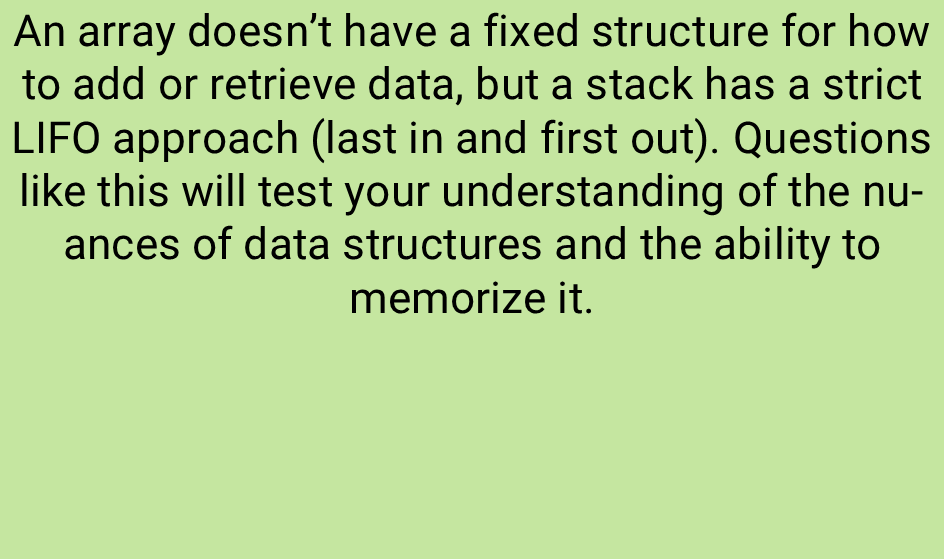 An array doesn’t have a fixed structure for how
to add or retrieve data, but a stack has a strict
LIFO approach (last in and first out). Questions
like this will test your understanding of the nu-
ances of data structures and the ability to
memorize it.